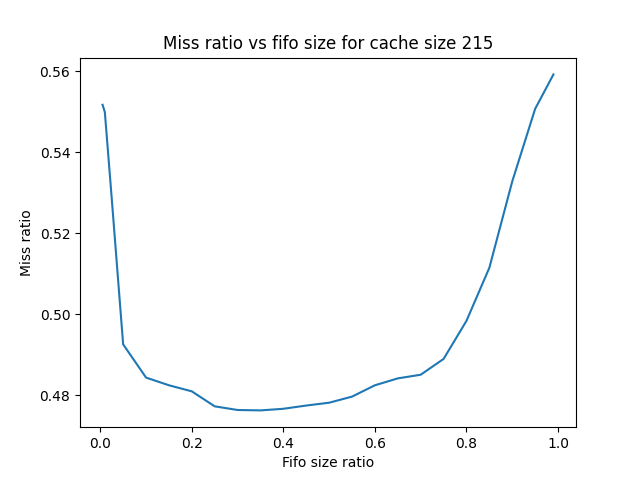 Miss ratio vs fifo size for cache size 215
0.56
0.54
0.52
0.50
0.48
Miss ratio
0.0 0.2 0.4 0.6 0.8 1.0
Fifo size ratio